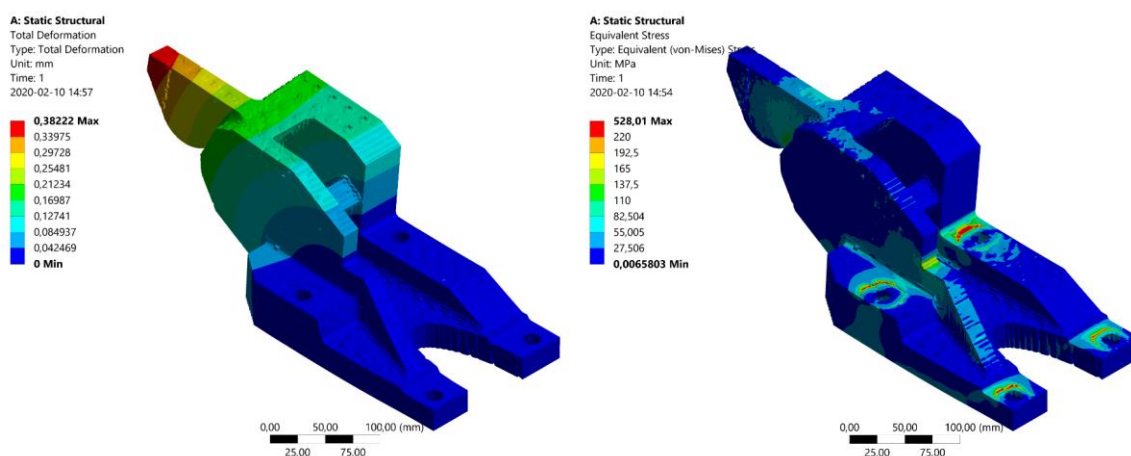 A: Static Structural
Total Deformation
Type: Total Deformation
Unit: mm
Time: 1
2020-02-10 14:57
0,38222 Max
0,33975
0,29728
0,25481
0,21234
0,16987
0,12741
0,084937
0,042469
0 Min
0,00 50,00 100,00 (mm)
25,00 75,00
A: Static Structural
Equivalent Stress
Type: Equivalent (von-Mises) Stress
Unit: MPa
Time: 1
2020-02-10 14:54
528,01 Max
220
192,5
165
137,5
110
82,504
55,005
27,506
0,0065803 Min
0,00 50,00 100,00 (mm)
25,00 75,00